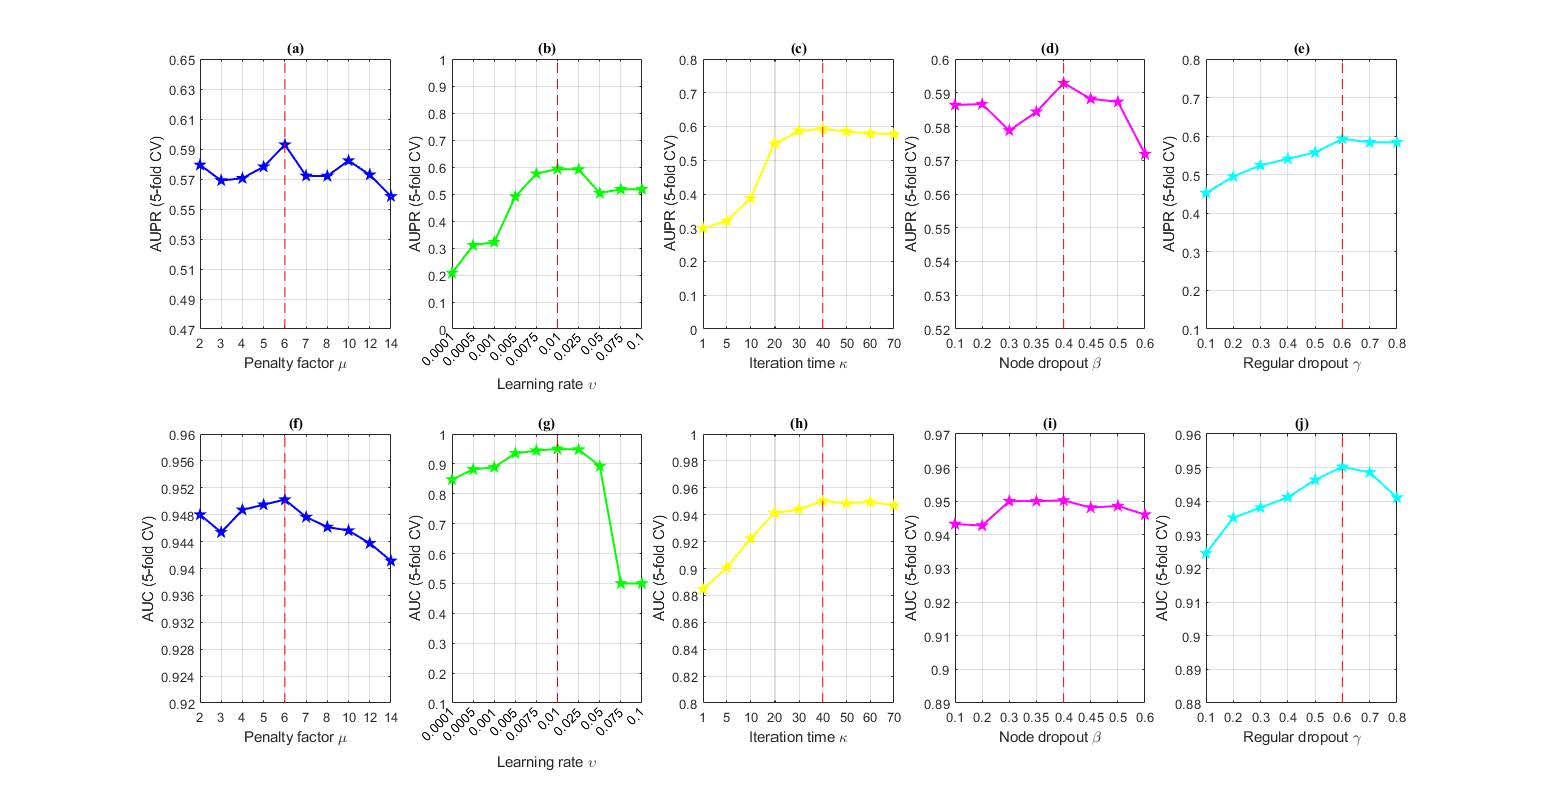 (a)
0.65
0.63
0.61
0.59
0.57
0.55
0.53
0.51
0.49
0.47
AUPR (5-fold CV)
2 3 4 5 6 7 8 10 12 14
Penalty factor μ
(b)
1
0.9
0.8
0.7
0.6
0.5
0.4
0.3
0.2
0.1
0
AUPR (5-fold CV)
0.0001 0.0005 0.001 0.005 0.0075 0.01 0.025 0.05 0.075 0.1
Learning rate υ
(c)
0.8
0.7
0.6
0.5
0.4
0.3
0.2
0.1
0
AUPR (5-fold CV)
1 5 10 20 30 40 50 60 70
Iteration time κ
(d)
0.6
0.59
0.58
0.57
0.56
0.55
0.54
0.53
0.52
AUPR (5-fold CV)
0.1 0.2 0.3 0.35 0.4 0.45 0.5 0.6
Node dropout β
(e)
0.8
0.7
0.6
0.5
0.4
0.3
0.2
0.1
AUPR (5-fold CV)
0.1 0.2 0.3 0.4 0.5 0.6 0.7 0.8
Regular dropout γ
(f)
0.96
0.956
0.952
0.948
0.944
0.94
0.936
0.932
0.928
0.924
0.92
AUC (5-fold CV)
2 3 4 5 6 7 8 10 12 14
Penalty factor μ
(g)
1
0.9
0.8
0.7
0.6
0.5
0.4
0.3
0.2
0.1
AUC (5-fold CV)
0.0001 0.0005 0.001 0.005 0.0075 0.01 0.025 0.05 0.075 0.1
Learning rate υ
(h)
1
0.98
0.96
0.94
0.92
0.9
0.88
0.86
0.84
0.82
0.8
AUC (5-fold CV)
1 5 10 20 30 40 50 60 70
Iteration time κ
(i)
0.97
0.96
0.95
0.94
0.93
0.92
0.91
0.9
0.89
AUC (5-fold CV)
0.1 0.2 0.3 0.35 0.4 0.45 0.5 0.6
Node dropout β
(j)
0.96
0.95
0.94
0.93
0.92
0.91
0.9
0.89
0.88
AUC (5-fold CV)
0.1 0.2 0.3 0.4 0.5 0.6 0.7 0.8
Regular dropout γ